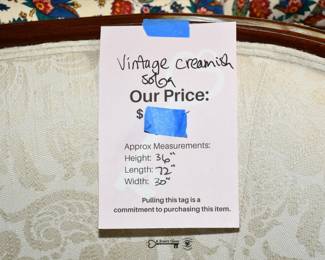 Vintage creamish
sofa
Our Price:
$
Approx Measurements:
Height: 36"
Length: 72"
Width: 30"
Pulling this tag is a
commitment to purchasing this item.